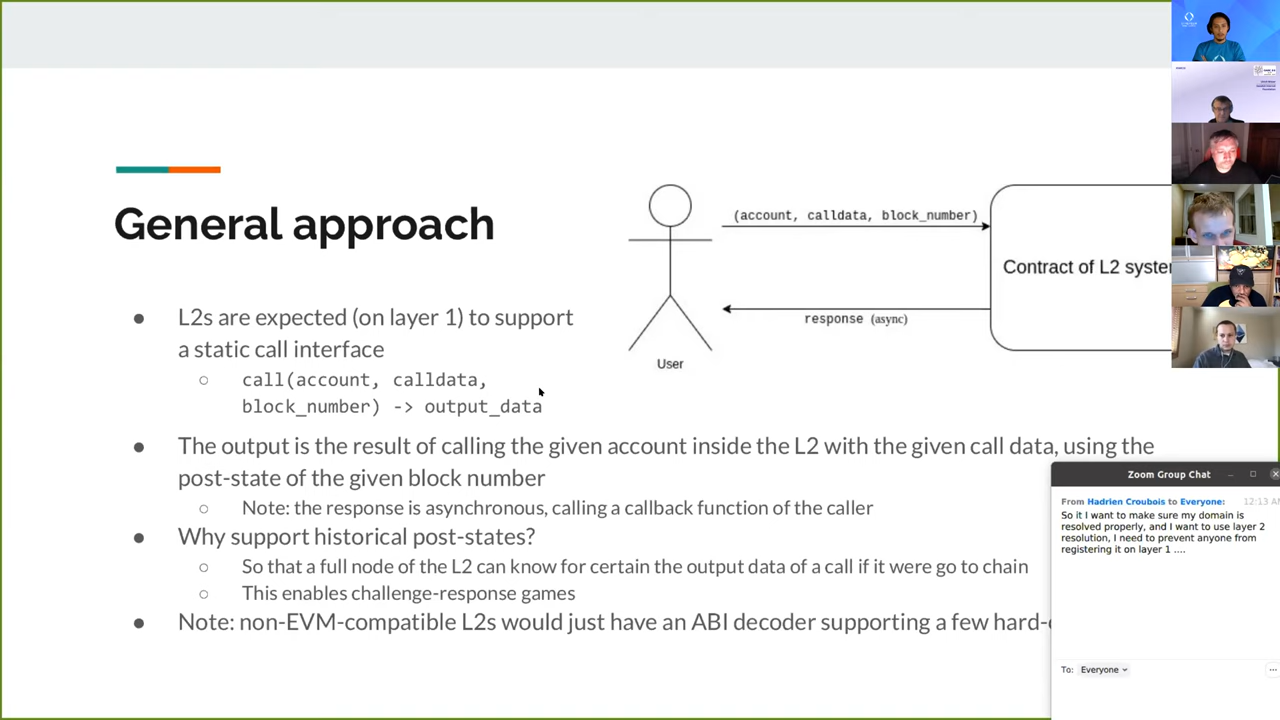 General approach
(account, calldata, block_number)
Contract of L2 syste
response (async)
User
● L2s are expected (on layer 1) to support
a static call interface
○ call(account, calldata,
block_number) -> output_data
● The output is the result of calling the given account inside the L2 with the given call data, using the
post-state of the given block number
○ Note: the response is asynchronous, calling a callback function of the caller
● Why support historical post-states?
○ So that a full node of the L2 can know for certain the output data of a call if it were go to chain
○ This enables challenge-response games
● Note: non-EVM-compatible L2s would just have an ABI decoder supporting a few hard-
Zoom Group Chat
From Hadrien Croubois to Everyone: 12:13 AM
So it I want to make sure my domain is
resolved properly, and I want to use layer 2
resolution, I need to prevent anyone from
registering it on layer 1 ....
To: Everyone